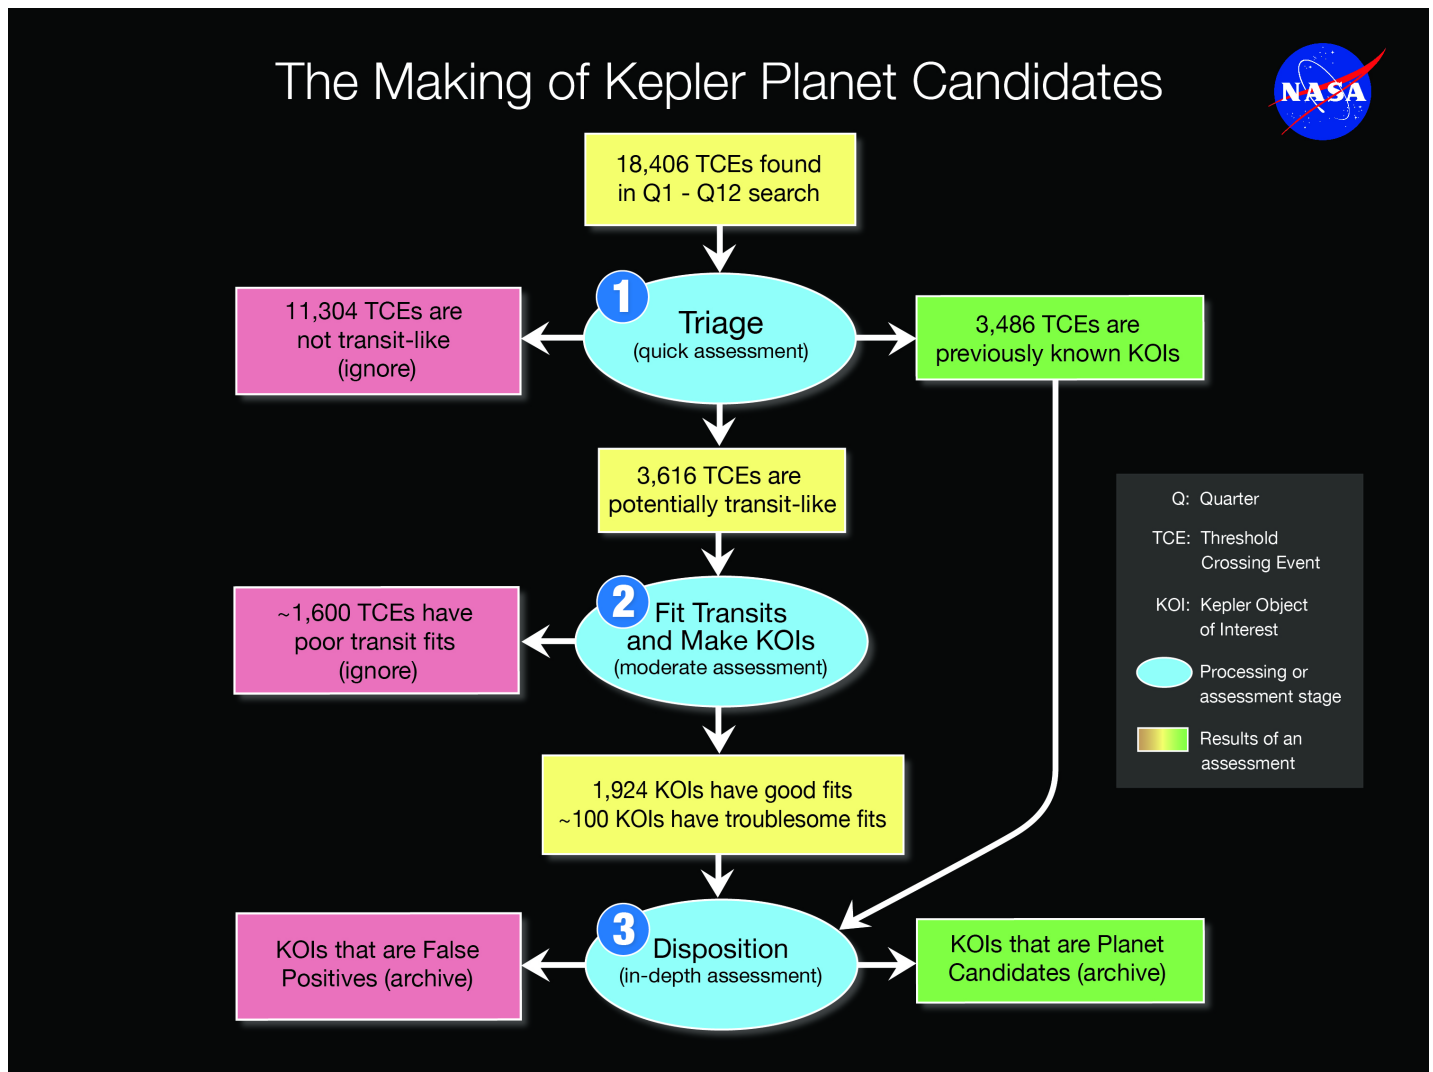 The Making of Kepler Planet Candidates
NASA
18,406 TCEs found
in Q1 - Q12 search
1
Triage
(quick assessment)
11,304 TCEs are
not transit-like
(ignore)
3,486 TCEs are
previously known KOIs
3,616 TCEs are
potentially transit-like
2
Fit Transits
and Make KOIs
(moderate assessment)
~1,600 TCEs have
poor transit fits
(ignore)
1,924 KOIs have good fits
~100 KOIs have troublesome fits
3
Disposition
(in-depth assessment)
KOIs that are False
Positives (archive)
KOIs that are Planet
Candidates (archive)
Q: Quarter
TCE: Threshold
Crossing Event
KOI: Kepler Object
of Interest
Processing or
assessment stage
Results of an
assessment